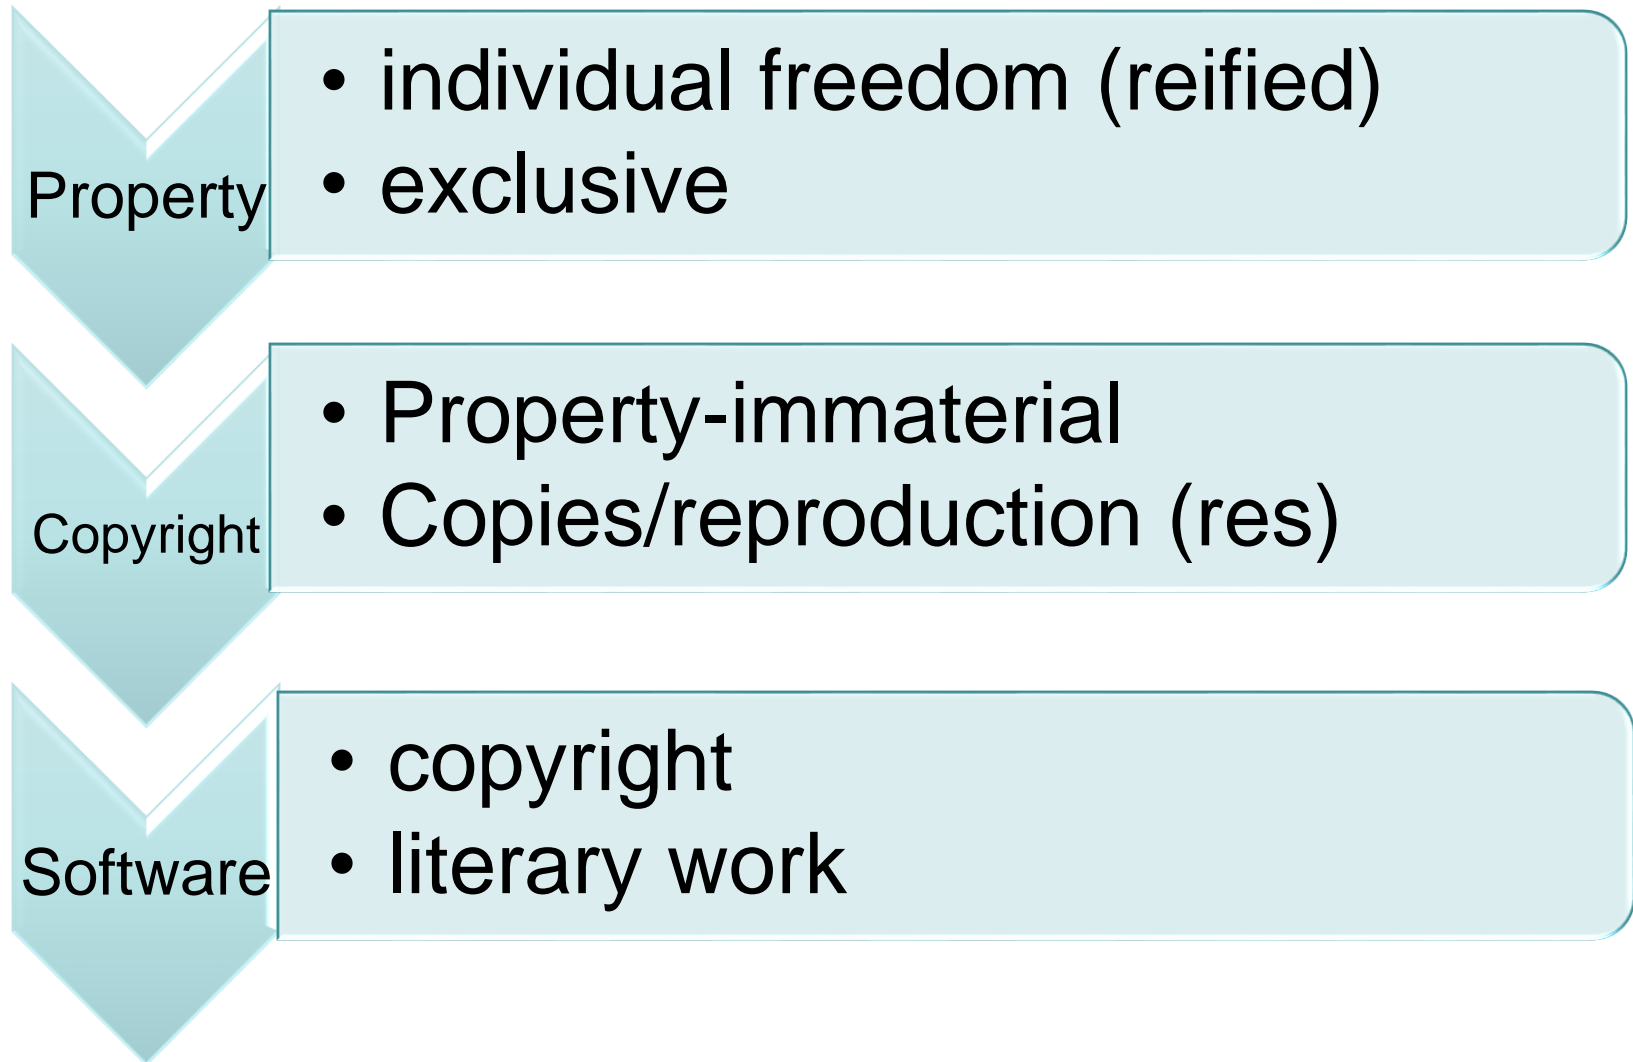 Property
• individual freedom (reified)
• exclusive
Copyright
• Property-immaterial
• Copies/reproduction (res)
Software
• copyright
• literary work